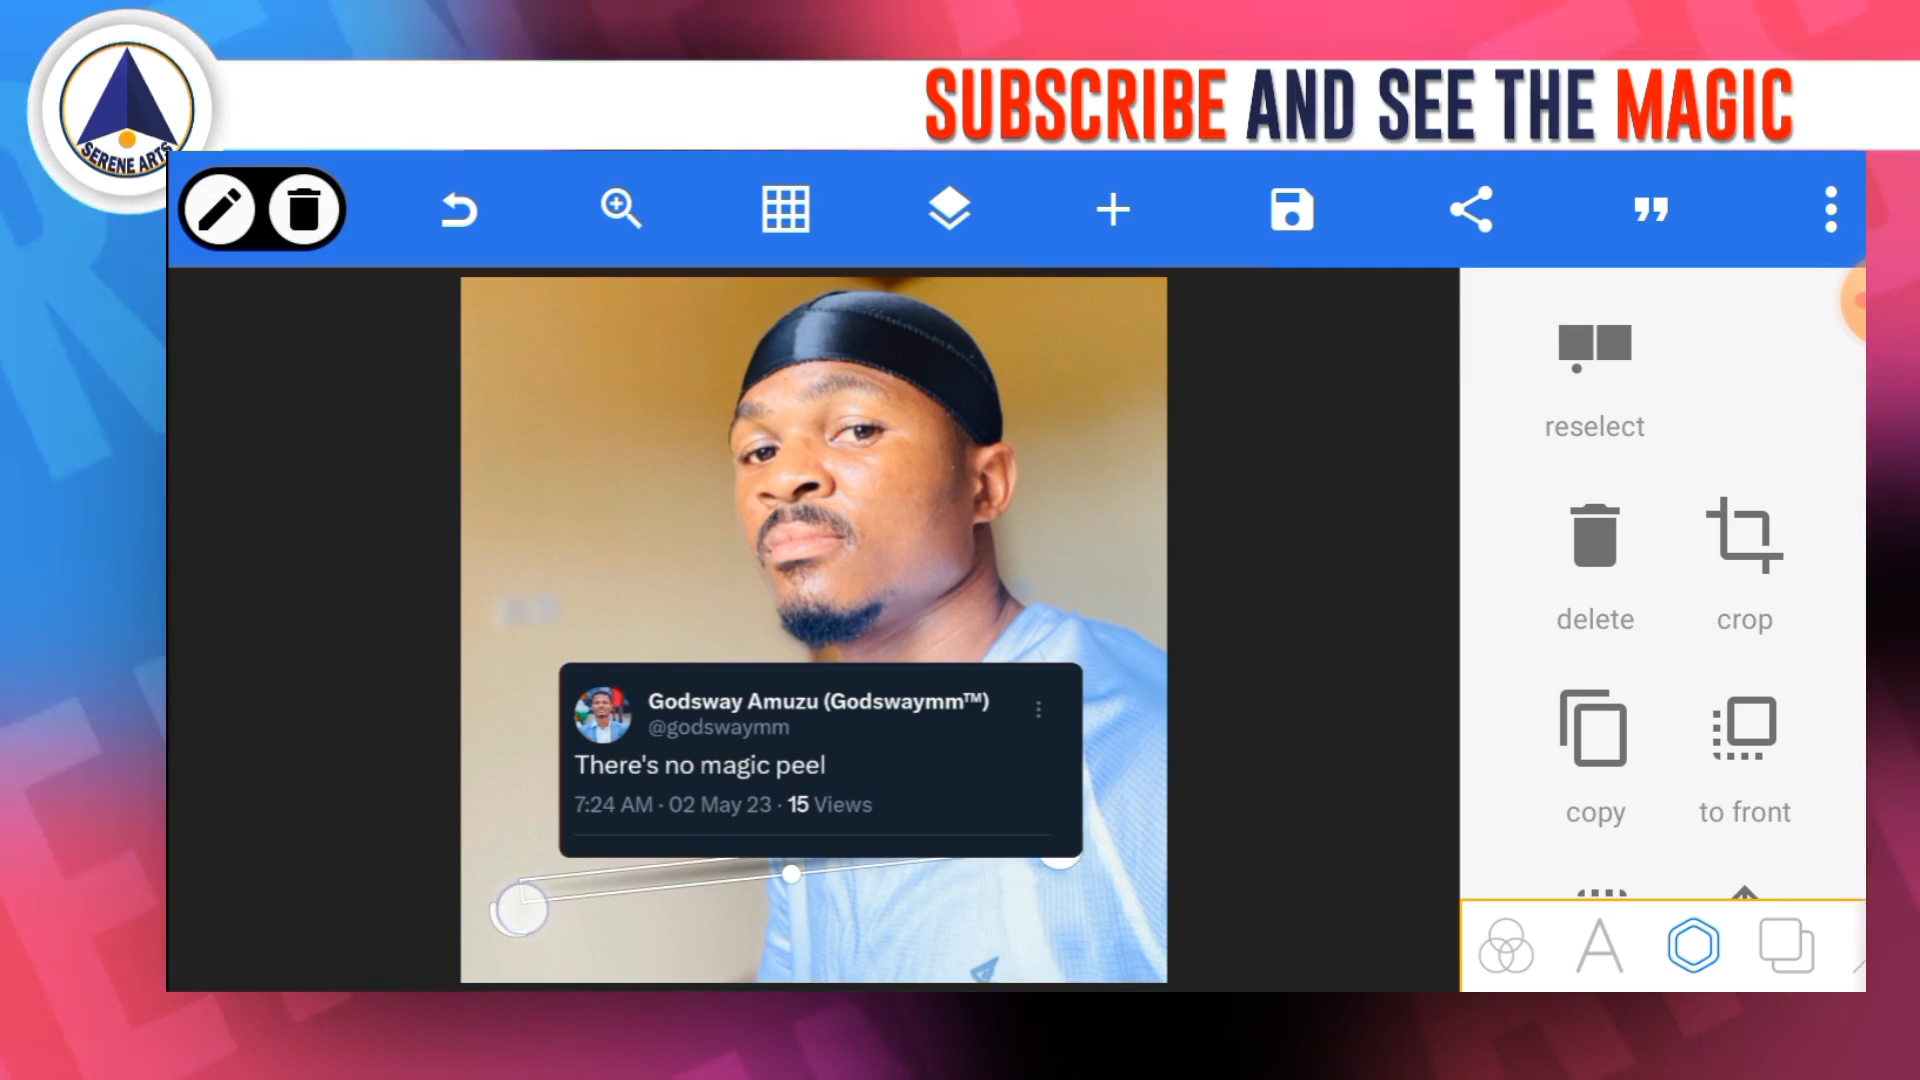 SUBSCRIBE AND SEE THE MAGIC
SERENE ARTS
reselect
delete
crop
Godsway Amuzu (Godswaymm™)
@godswaymm
There's no magic peel
7:24 AM · 02 May 23 · 15 Views
copy
to front